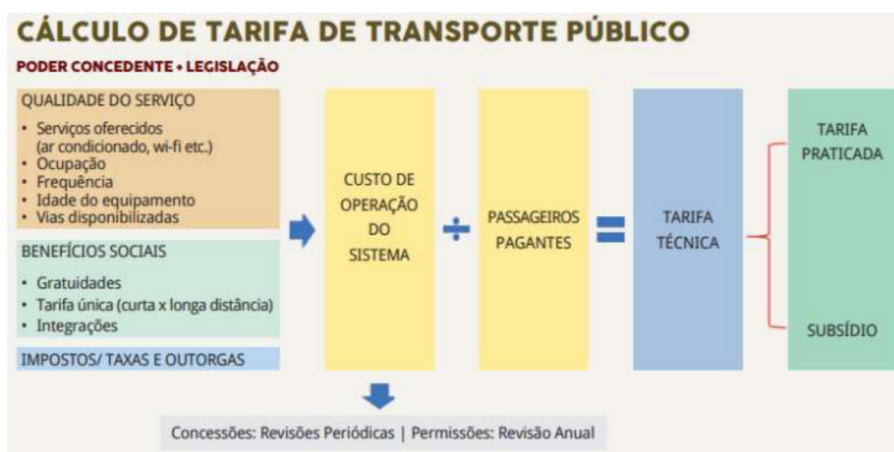 CÁLCULO DE TARIFA DE TRANSPORTE PÚBLICO
PODER CONCEDENTE + LEGISLAÇÃO
QUALIDADE DO SERVIÇO
• Serviços oferecidos
(ar condicionado, wi-fi etc.)
• Ocupação
• Frequência
• Idade do equipamento
• Vias disponibilizadas
BENEFÍCIOS SOCIAIS
• Gratuidades
• Tarifa única (curta x longa distância)
• Integrações
IMPOSTOS/ TAXAS E OUTORGAS
CUSTO DE
OPERAÇÃO
DO
SISTEMA
÷
PASSAGEIROS
PAGANTES
=
TARIFA
TÉCNICA
TARIFA
PRATICADA
SUBSÍDIO
Concessões: Revisões Periódicas | Permissões: Revisão Anual